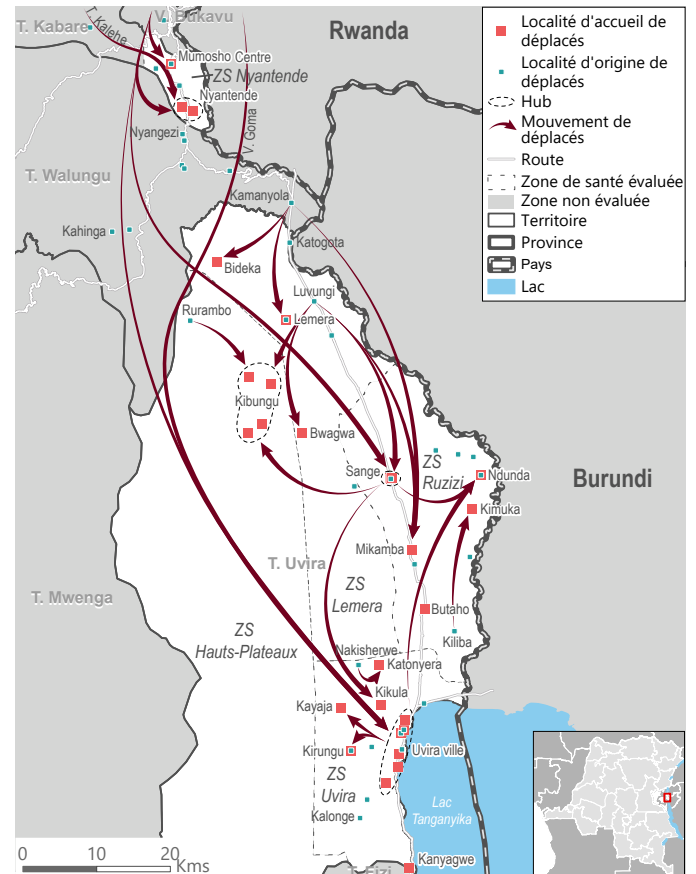 V. Bukavu
T. Kabare
T. Kalehe
Rwanda
Mumosho Centre
ZS Nyantende
Nyantende
V. Goma
Nyangezi
T. Walungu
Kamanyola
Kahinga
Katogota
Bideka
Luvungi
Rurambo
Lemera
Kibungu
Bwagwa
Sange
ZS
Ruzizi
Ndunda
Kimuka
Burundi
Mikamba
T. Uvira
ZS
Lemera
T. Mwenga
Butaho
ZS
Hauts-Plateaux
Kiliba
Nakisherwe
Katonyera
Kikula
Kayaja
Kirungu
Uvira ville
ZS
Uvira
Kalonge
Lac
Tanganyika
Kanyagwe
T. Fizi
0 10 20
Kms
Localité d'accueil de
déplacés
Localité d'origine de
déplacés
Hub
Mouvement de
déplacés
Route
Zone de santé évaluée
Zone non évaluée
Territoire
Province
Pays
Lac